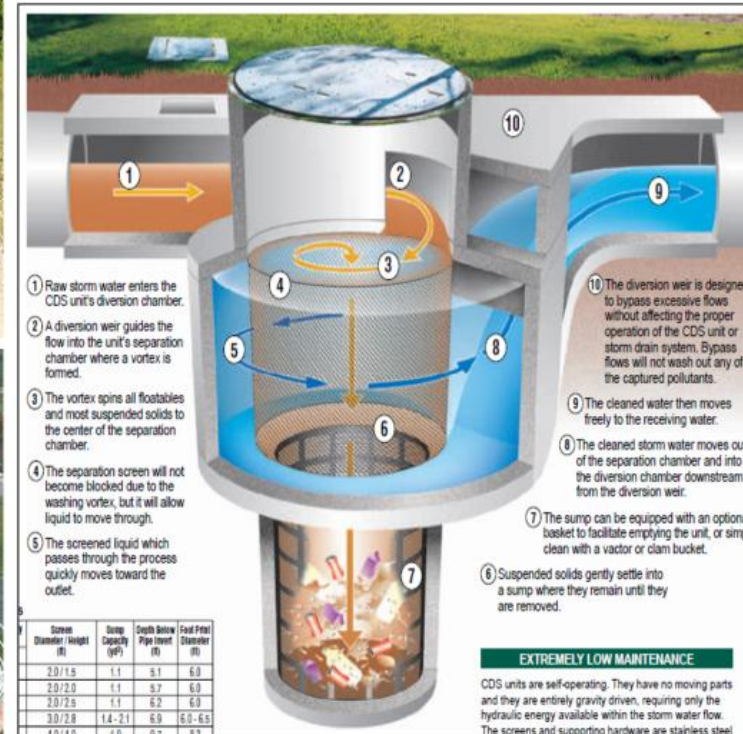 1
2
3
4
5
6
7
8
9
10
1 Raw storm water enters the
CDS unit's diversion chamber.
2 A diversion weir guides the
flow into the unit's separation
chamber where a vortex is
formed.
3 The vortex spins all floatables
and most suspended solids to
the center of the separation
chamber.
4 The separation screen will not
become blocked due to the
washing vortex, but it will allow
liquid to move through.
5 The screened liquid which
passes through the process
quickly moves toward the
outlet.
10 The diversion weir is designe
to bypass excessive flows
without affecting the proper
operation of the CDS unit or
storm drain system. Bypass
flows will not wash out any of
the captured pollutants.
9 The cleaned water then moves
freely to the receiving water.
8 The cleaned storm water moves ou
of the separation chamber and into
the diversion chamber downstream
from the diversion weir.
7 The sump can be equipped with an option
basket to facilitate emptying the unit, or simp
clean with a vactor or clam bucket.
6 Suspended solids gently settle into
a sump where they remain until they
are removed.
Screen Diameter / Height (ft) Sump Capacity (yd³) Depth Below Pipe Invert (ft) Foot Print Diameter (ft)
2.0/1.5 1.1 5.1 6.0
2.0/2.0 1.1 5.7 6.0
2.0/2.5 1.1 6.2 6.0
3.0/2.8 1.4 - 2.1 6.9 6.0 - 6.5
EXTREMELY LOW MAINTENANCE
CDS units are self-operating. They have no moving parts
and they are entirely gravity driven, requiring only the
hydraulic energy available within the storm water flow.
The screens and supporting hardware are stainless steel